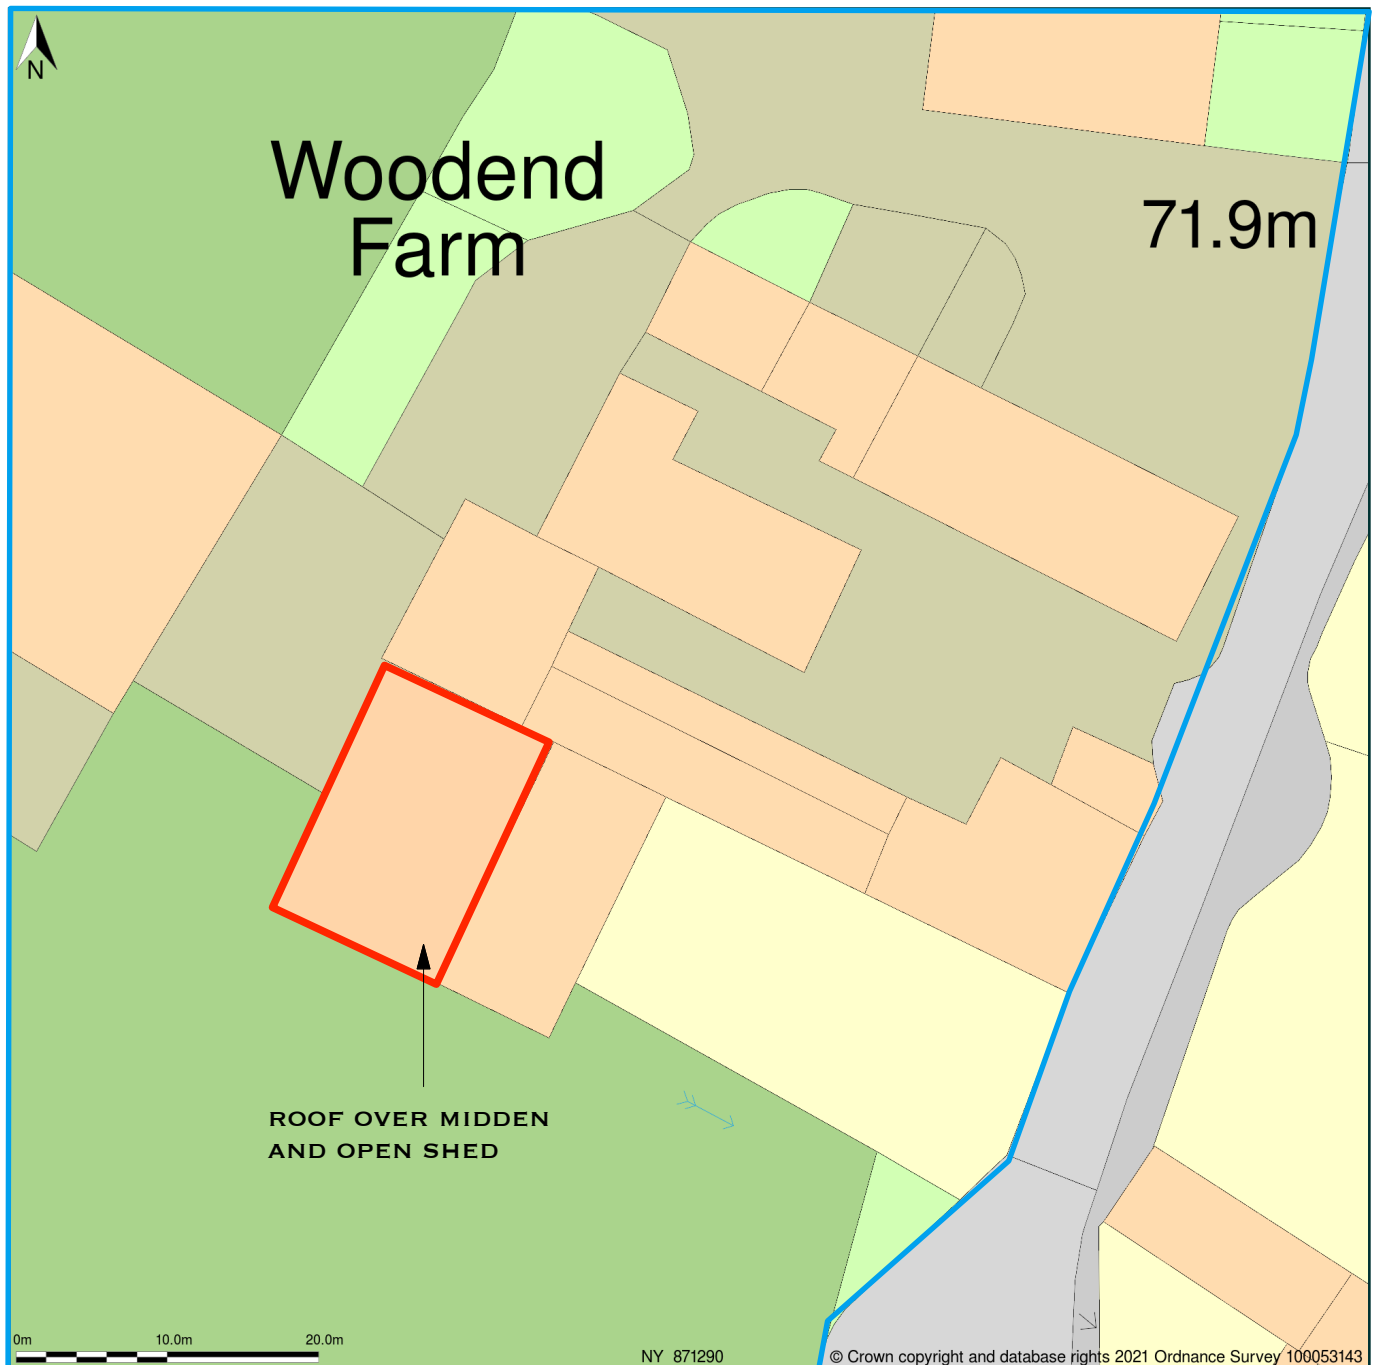 N
Woodend
Farm
71.9m
ROOF OVER MIDDEN
AND OPEN SHED
0m 10.0m 20.0m
NY 871290
© Crown copyright and database rights 2021 Ordnance Survey 100053143